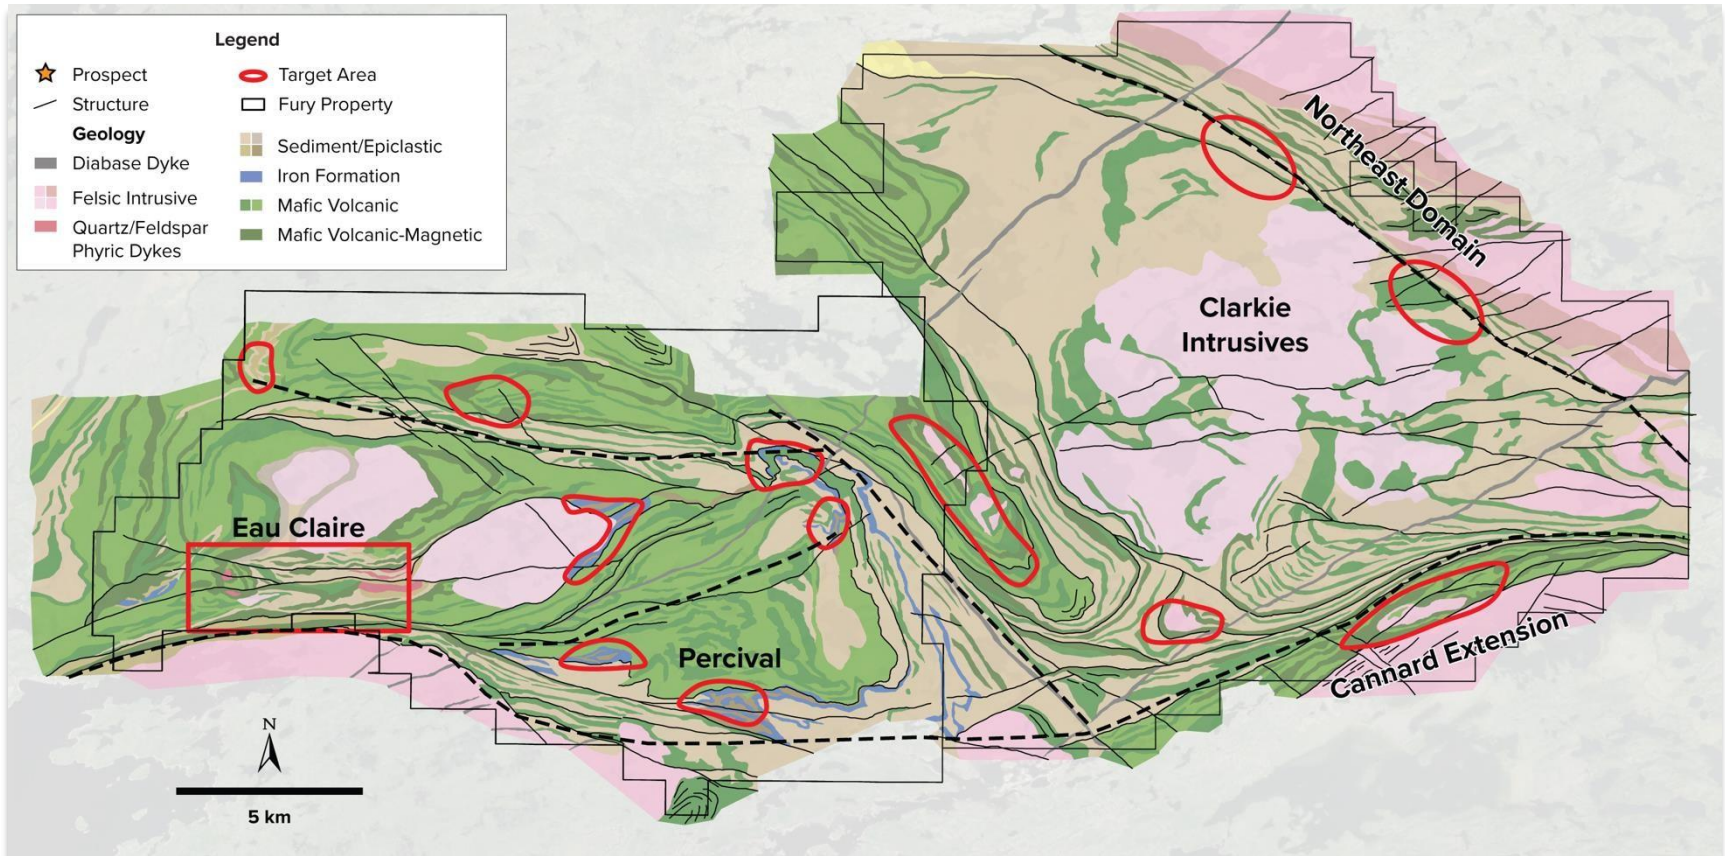 Legend
Prospect
Structure
Geology
Diabase Dyke
Felsic Intrusive
Quartz/Feldspar
Phyric Dykes
Target Area
Fury Property
Sediment/Epiclastic
Iron Formation
Mafic Volcanic
Mafic Volcanic-Magnetic
Northeast Domain
Clarkie
Intrusives
Eau Claire
Percival
Cannard Extension
N
5 km